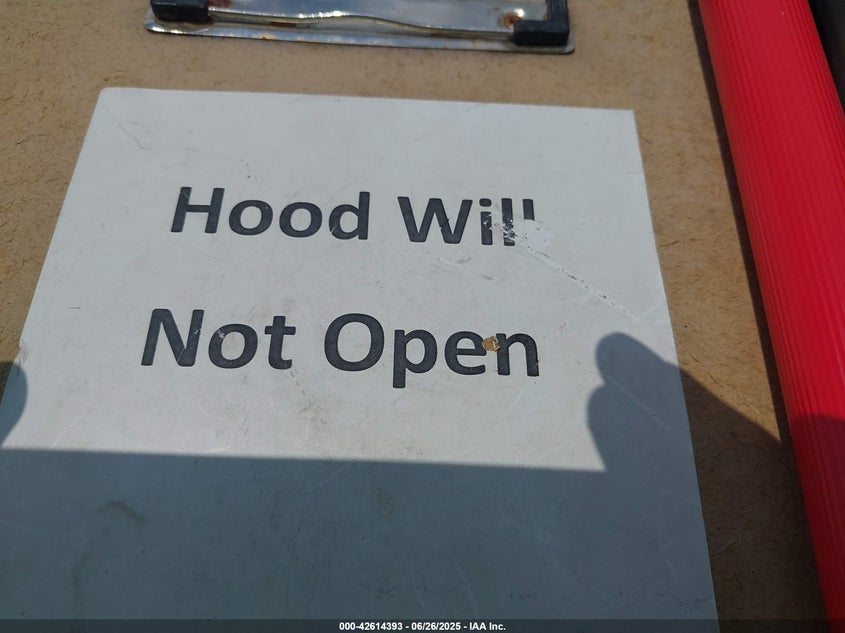 Hood Will
Not Open
000-42614393 - 06/26/2025 - IAA Inc.